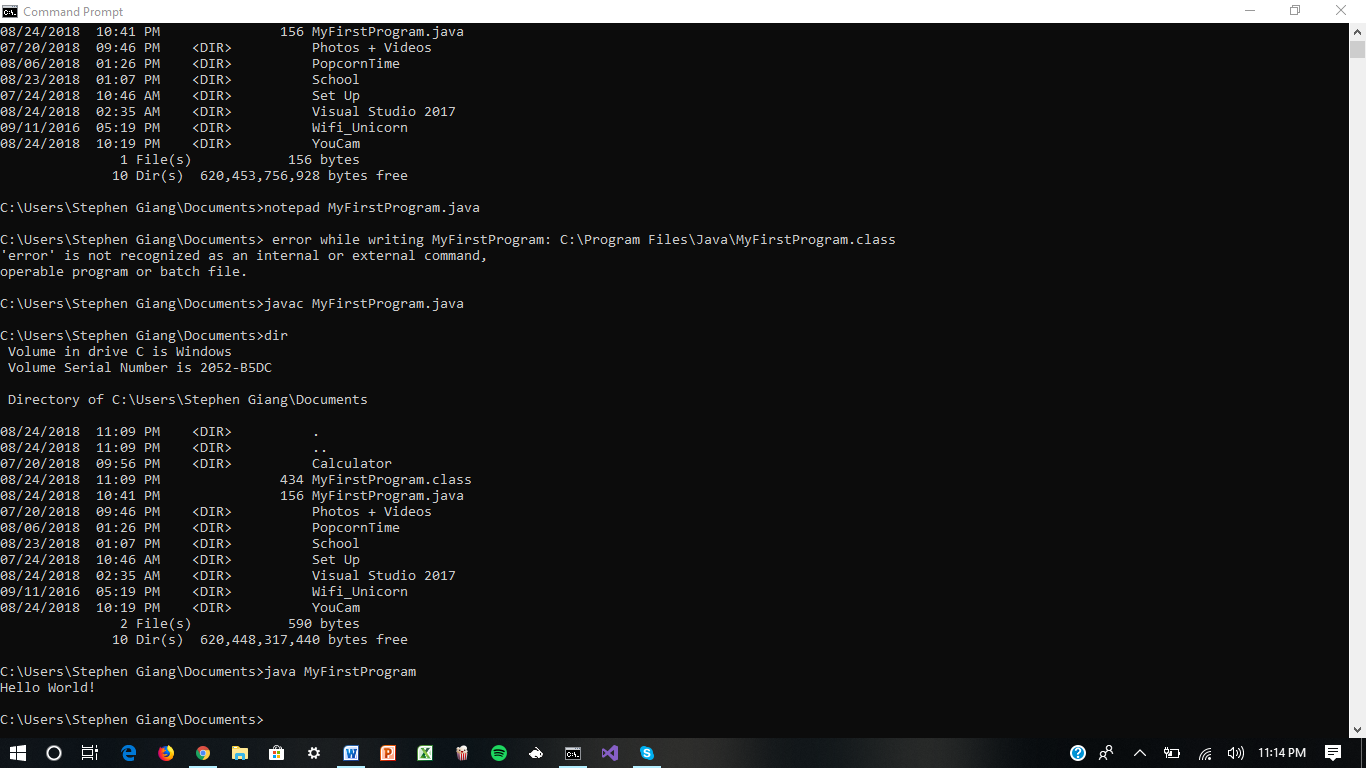 Command Prompt
08/24/2018  10:41 PM               156 MyFirstProgram.java
07/20/2018  09:46 PM    <DIR>          Photos + Videos
08/06/2018  01:26 PM    <DIR>          PopcornTime
08/23/2018  01:07 PM    <DIR>          School
07/24/2018  10:46 AM    <DIR>          Set Up
08/24/2018  02:35 AM    <DIR>          Visual Studio 2017
09/11/2016  05:19 PM    <DIR>          Wifi_Unicorn
08/24/2018  10:19 PM    <DIR>          YouCam
               1 File(s)            156 bytes
              10 Dir(s)  620,453,756,928 bytes free
C:\Users\Stephen Giang\Documents>notepad MyFirstProgram.java
C:\Users\Stephen Giang\Documents> error while writing MyFirstProgram: C:\Program Files\Java\MyFirstProgram.class
'error' is not recognized as an internal or external command,
operable program or batch file.
C:\Users\Stephen Giang\Documents>javac MyFirstProgram.java
C:\Users\Stephen Giang\Documents>dir
 Volume in drive C is Windows
 Volume Serial Number is 2052-B5DC
 Directory of C:\Users\Stephen Giang\Documents
08/24/2018  11:09 PM    <DIR>          .
08/24/2018  11:09 PM    <DIR>          ..
07/20/2018  09:56 PM    <DIR>          Calculator
08/24/2018  11:09 PM               434 MyFirstProgram.class
08/24/2018  10:41 PM               156 MyFirstProgram.java
07/20/2018  09:46 PM    <DIR>          Photos + Videos
08/06/2018  01:26 PM    <DIR>          PopcornTime
08/23/2018  01:07 PM    <DIR>          School
07/24/2018  10:46 AM    <DIR>          Set Up
08/24/2018  02:35 AM    <DIR>          Visual Studio 2017
09/11/2016  05:19 PM    <DIR>          Wifi_Unicorn
08/24/2018  10:19 PM    <DIR>          YouCam
               2 File(s)            590 bytes
              10 Dir(s)  620,448,317,440 bytes free
C:\Users\Stephen Giang\Documents>java MyFirstProgram
Hello World!
C:\Users\Stephen Giang\Documents>
11:14 PM